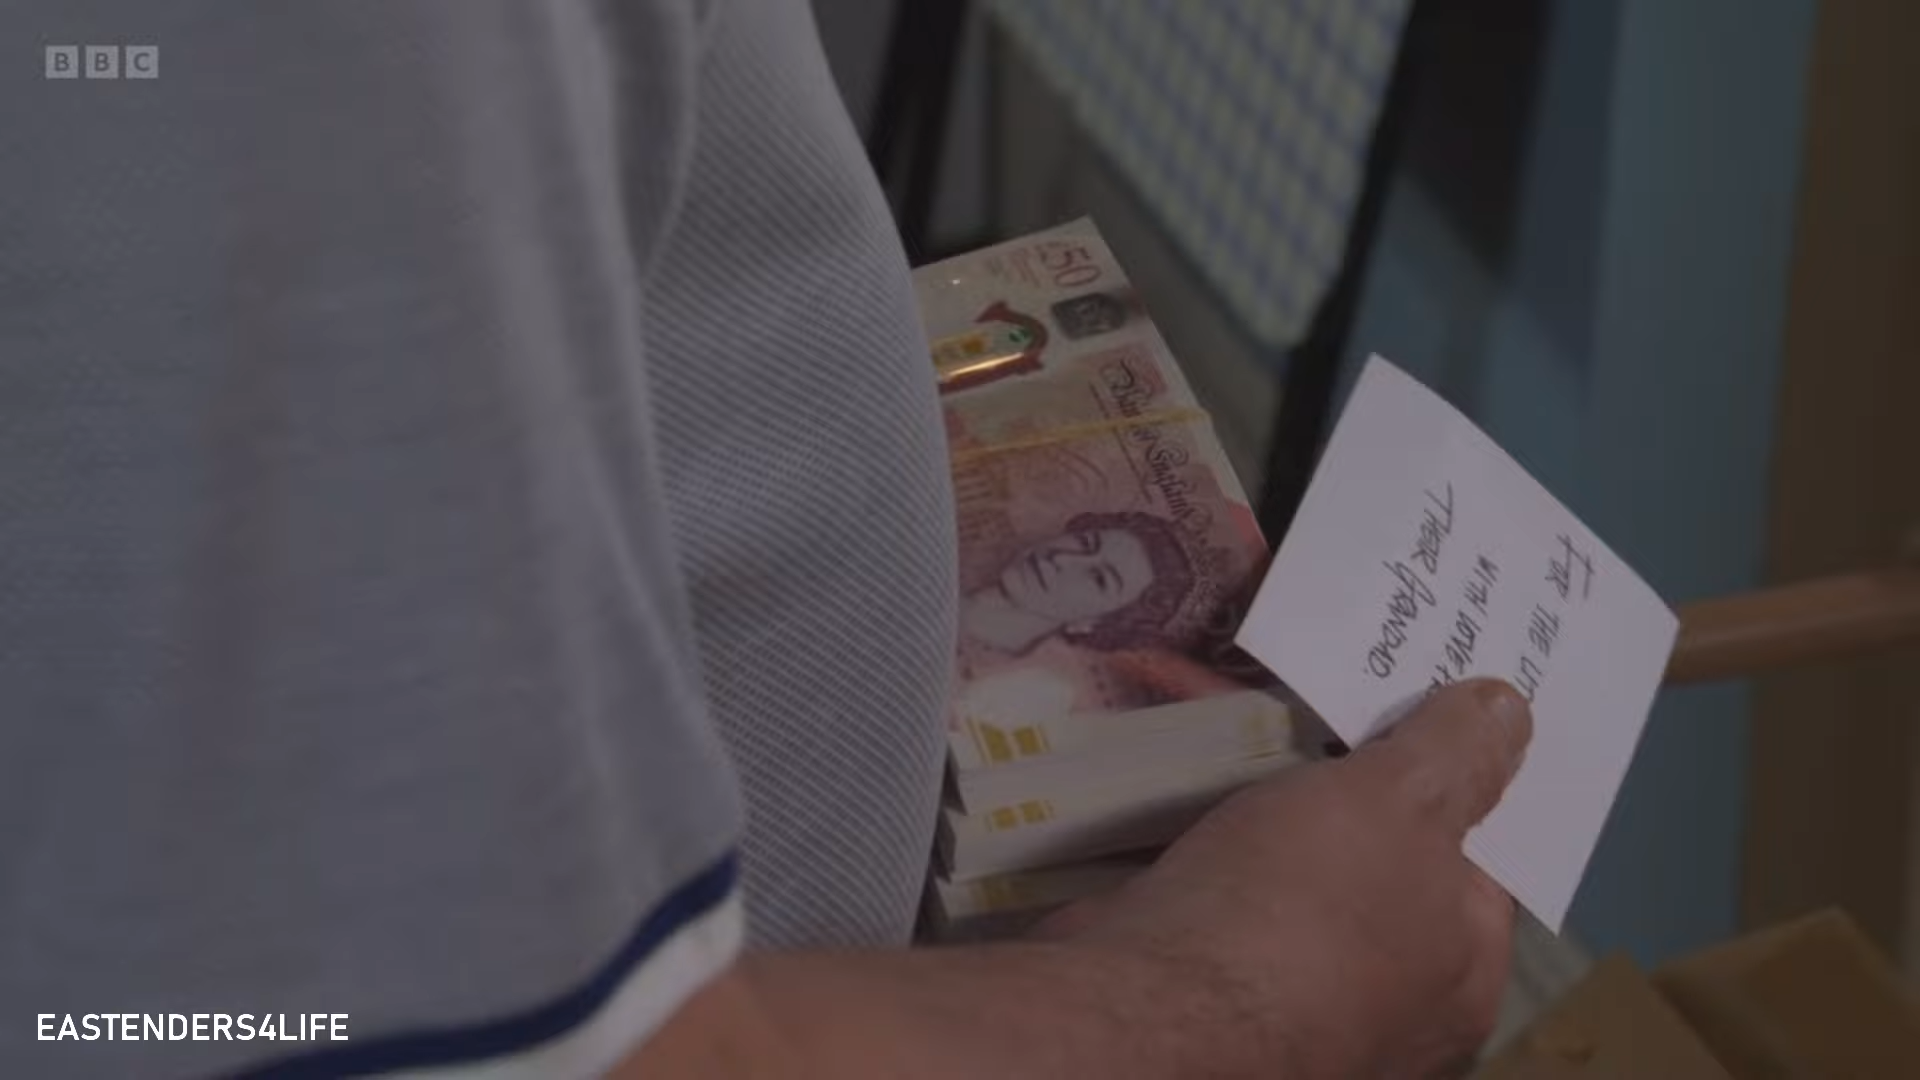 BBC
£50
Bank of England
FOR THE
WITH LOVE
THEIR GRANDAD.
EASTENDERS4LIFE